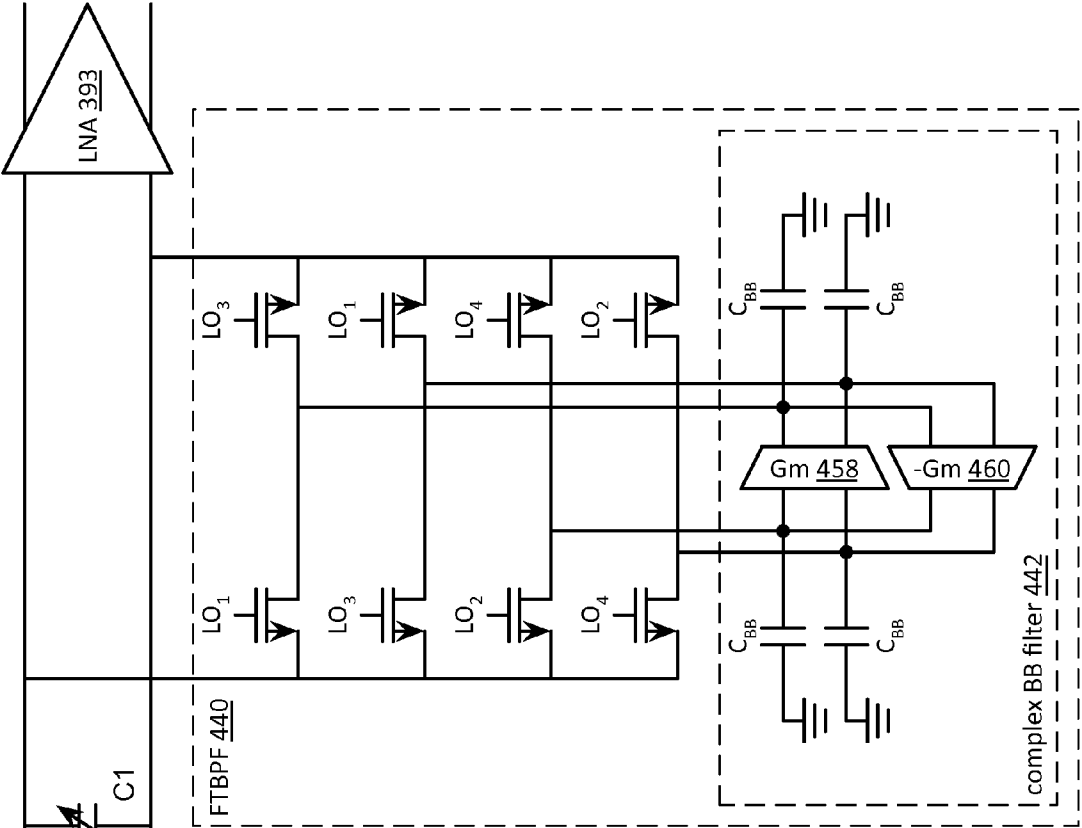 LNA 393
LO3
LO1
LO4
LO2
CBB
CBB
Gm 458
-Gm 460
LO1
LO3
LO2
LO4
CBB
CBB
C1
FTBPF 440
complex BB filter 442